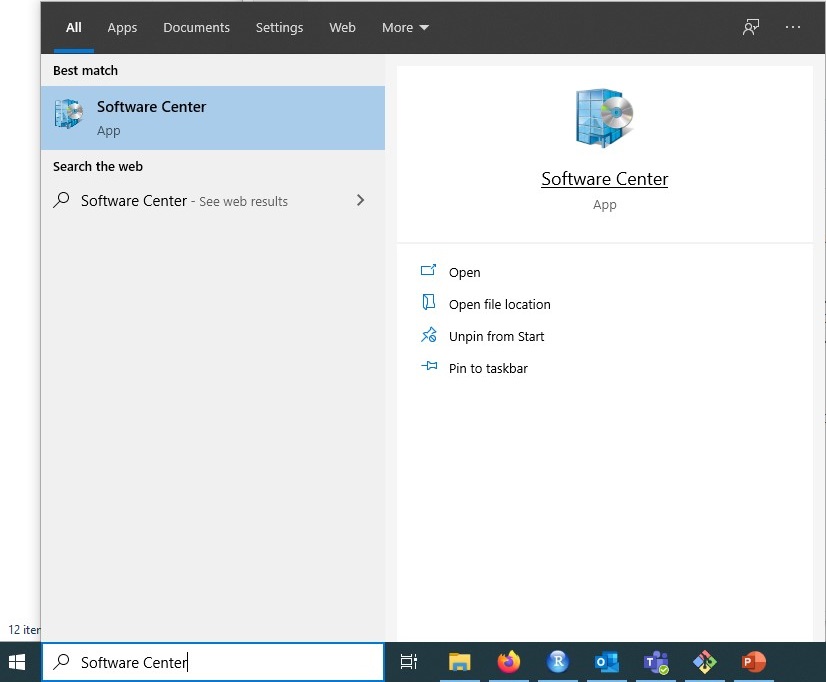 All Apps Documents Settings Web More
Best match
Software Center
App
Search the web
Software Center - See web results
Software Center
App
Open
Open file location
Unpin from Start
Pin to taskbar
12 iter
Software Center
R
O
T
P